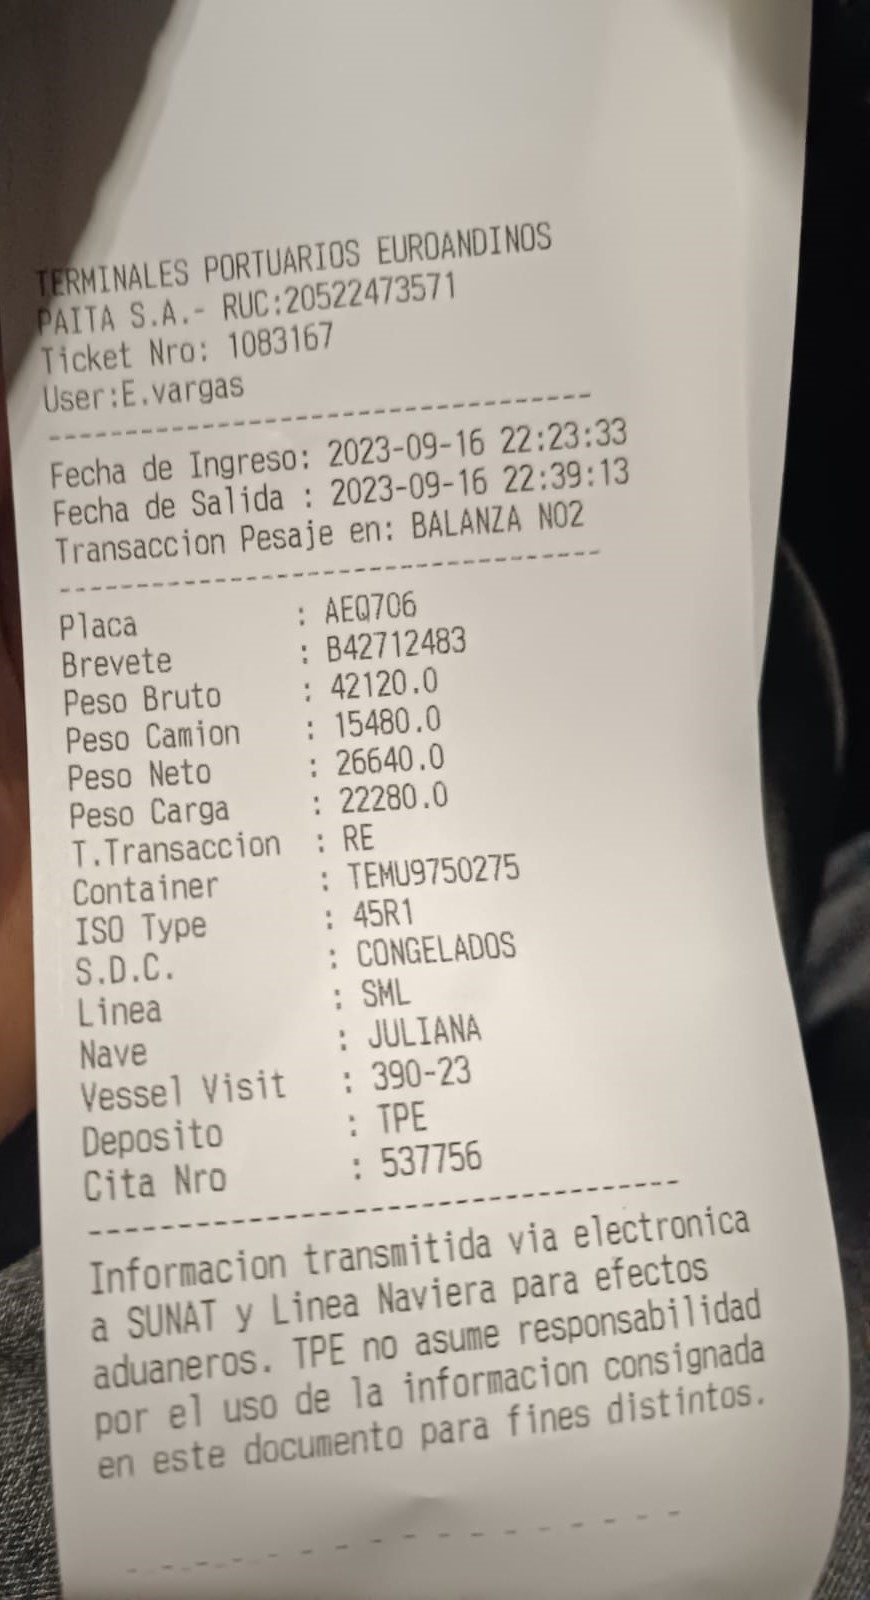 TERMINALES PORTUARIOS EUROANDINOS
PAITA S.A.- RUC:20522473571
Ticket Nro: 1083167
User:E.vargas
----------------------------------
Fecha de Ingreso: 2023-09-16 22:23:33
Fecha de Salida : 2023-09-16 22:39:13
Transaccion Pesaje en: BALANZA NO2
----------------------------------
Placa : AEQ706
Brevete : B42712483
Peso Bruto : 42120.0
Peso Camion : 15480.0
Peso Neto : 26640.0
Peso Carga : 22280.0
T.Transaccion : RE
Container : TEMU9750275
ISO Type : 45R1
S.D.C. : CONGELADOS
Linea : SML
Nave : JULIANA
Vessel Visit : 390-23
Deposito : TPE
Cita Nro : 537756
----------------------------------
Informacion transmitida via electronica
a SUNAT y Linea Naviera para efectos
aduaneros. TPE no asume responsabilidad
por el uso de la informacion consignada
en este documento para fines distintos.
- - - - - - - - - - - - - - - - -